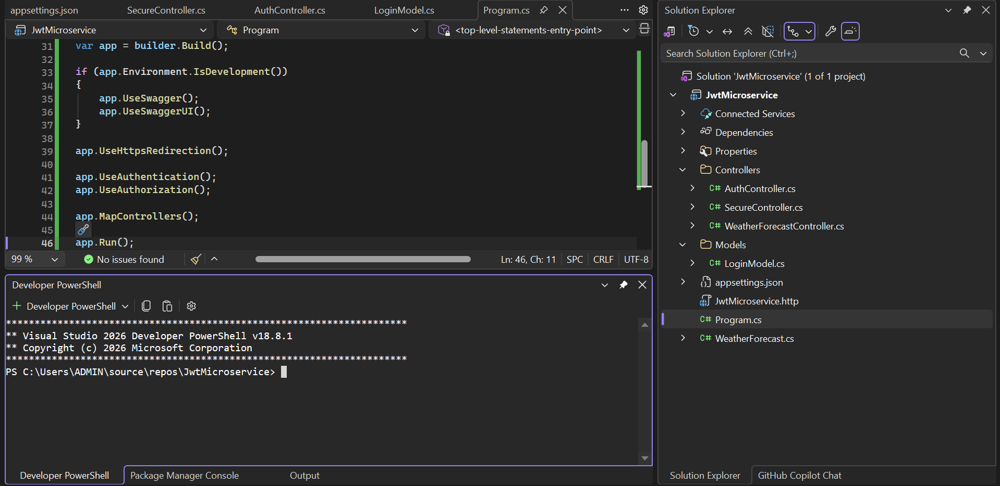 appsettings.json SecureController.cs AuthController.cs LoginModel.cs Program.cs
JwtMicroservice Program <top-level-statements-entry-point>
31 var app = builder.Build();
32
33 if (app.Environment.IsDevelopment())
34 {
35 app.UseSwagger();
36 app.UseSwaggerUI();
37 }
38
39 app.UseHttpsRedirection();
40
41 app.UseAuthentication();
42 app.UseAuthorization();
43
44 app.MapControllers();
45
46 app.Run();
99 % No issues found Ln: 46, Ch: 11 SPC CRLF UTF-8
Developer PowerShell
Developer PowerShell
**********************************************************************
** Visual Studio 2026 Developer PowerShell v18.8.1
** Copyright (c) 2026 Microsoft Corporation
**********************************************************************
PS C:\Users\ADMIN\source\repos\JwtMicroservice>
Developer PowerShell Package Manager Console Output
Solution Explorer
Search Solution Explorer (Ctrl+;)
Solution 'JwtMicroservice' (1 of 1 project)
JwtMicroservice
Connected Services
Dependencies
Properties
Controllers
C# AuthController.cs
C# SecureController.cs
C# WeatherForecastController.cs
Models
C# LoginModel.cs
appsettings.json
JwtMicroservice.http
C# Program.cs
C# WeatherForecast.cs
Solution Explorer GitHub Copilot Chat